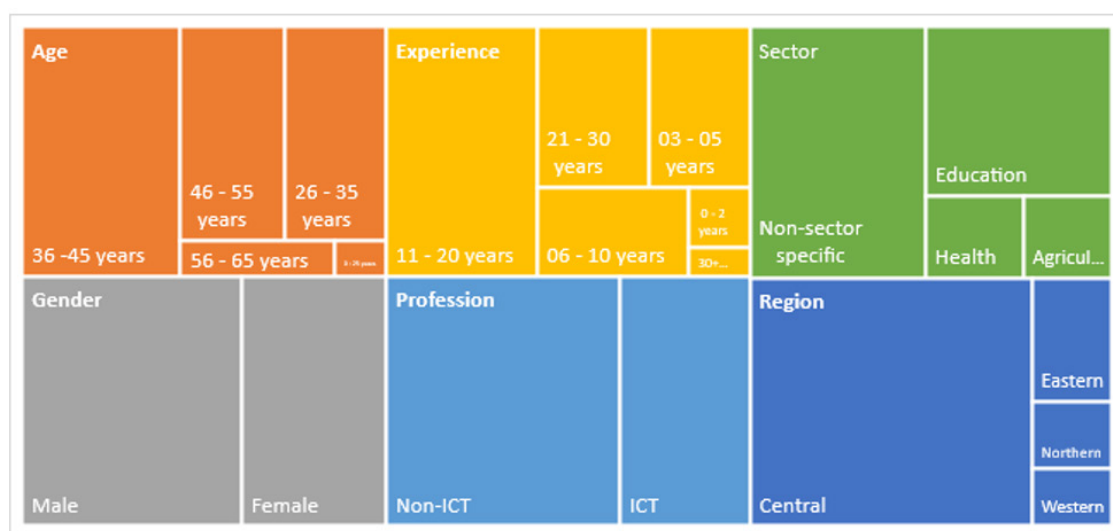 Age
36 -45 years
46 - 55
years
26 - 35
years
56 - 65 years
Experience
11 - 20 years
21 - 30
years
03 - 05
years
06 - 10 years
0 - 2
years
30+...
Sector
Non-sector
specific
Education
Health
Agricul...
Gender
Male
Female
Profession
Non-ICT
ICT
Region
Central
Eastern
Northern
Western